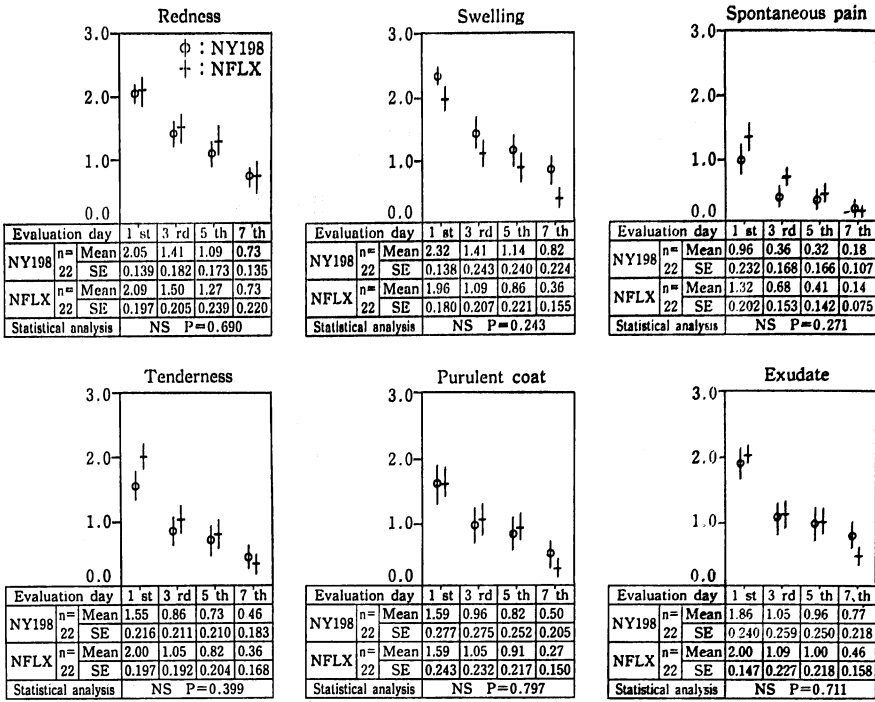 Redness
3.0
ϕ : NY198
+ : NFLX
2.0
1.0
0.0
Evaluation day 1 st 3 rd 5 th 7 th
NY198 n= 22 Mean 2.05 1.41 1.09 0.73
SE 0.139 0.182 0.173 0.135
NFLX n= 22 Mean 2.09 1.50 1.27 0.73
SE 0.197 0.205 0.239 0.220
Statistical analysis NS P=0.690
Swelling
3.0
2.0
1.0
0.0
Evaluation day 1 st 3 rd 5 th 7 th
NY198 n= 22 Mean 2.32 1.41 1.14 0.82
SE 0.138 0.243 0.240 0.224
NFLX n= 22 Mean 1.96 1.09 0.86 0.36
SE 0.180 0.207 0.221 0.155
Statistical analysis NS P=0.243
Spontaneous pain
3.0
2.0
1.0
0.0
Evaluation day 1 st 3 rd 5 th 7 th
NY198 n= 22 Mean 0.96 0.36 0.32 0.18
SE 0.232 0.168 0.166 0.107
NFLX n= 22 Mean 1.32 0.68 0.41 0.14
SE 0.202 0.153 0.142 0.075
Statistical analysis NS P=0.271
Tenderness
3.0
2.0
1.0
0.0
Evaluation day 1 st 3 rd 5 th 7 th
NY198 n= 22 Mean 1.55 0.86 0.73 0.46
SE 0.216 0.211 0.210 0.183
NFLX n= 22 Mean 2.00 1.05 0.82 0.36
SE 0.197 0.192 0.204 0.168
Statistical analysis NS P=0.399
Purulent coat
3.0
2.0
1.0
0.0
Evaluation day 1 st 3 rd 5 th 7 th
NY198 n= 22 Mean 1.59 0.96 0.82 0.50
SE 0.277 0.275 0.252 0.205
NFLX n= 22 Mean 1.59 1.05 0.91 0.27
SE 0.243 0.232 0.217 0.150
Statistical analysis NS P=0.797
Exudate
3.0
2.0
1.0
0.0
Evaluation day 1 st 3 rd 5 th 7 th
NY198 n= 22 Mean 1.86 1.05 0.96 0.77
SE 0.240 0.259 0.250 0.218
NFLX n= 22 Mean 2.00 1.09 1.00 0.46
SE 0.147 0.227 0.218 0.158
Statistical analysis NS P=0.711